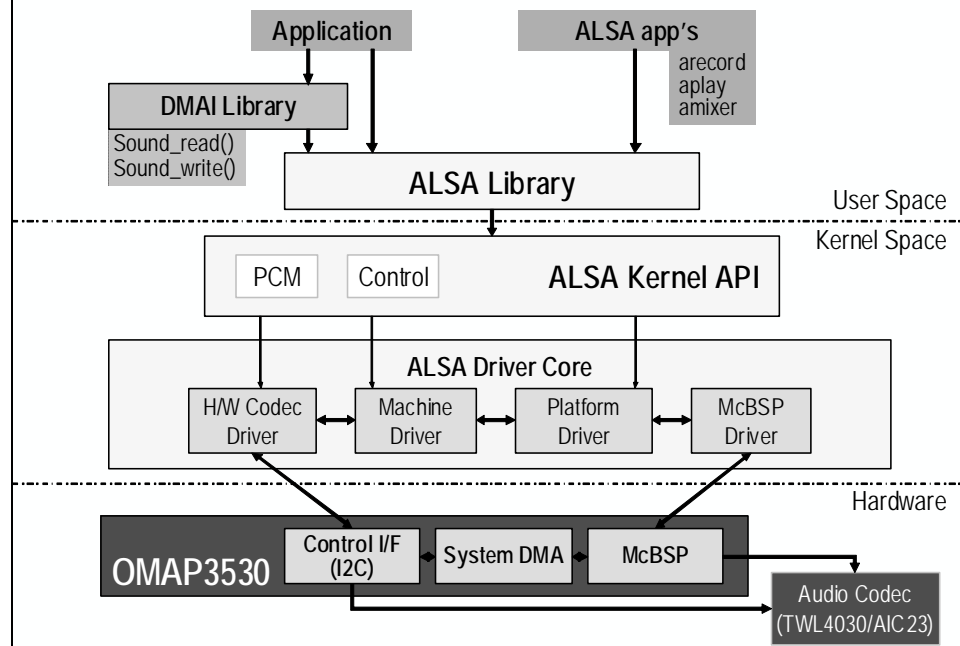 Application
ALSA app's
arecord
aplay
amixer
DMAI Library
Sound_read()
Sound_write()
ALSA Library
User Space
Kernel Space
PCM
Control
ALSA Kernel API
ALSA Driver Core
H/W Codec
Driver
Machine
Driver
Platform
Driver
McBSP
Driver
Hardware
OMAP3530
Control I/F
(I2C)
System DMA
McBSP
Audio Codec
(TWL4030/AIC23)